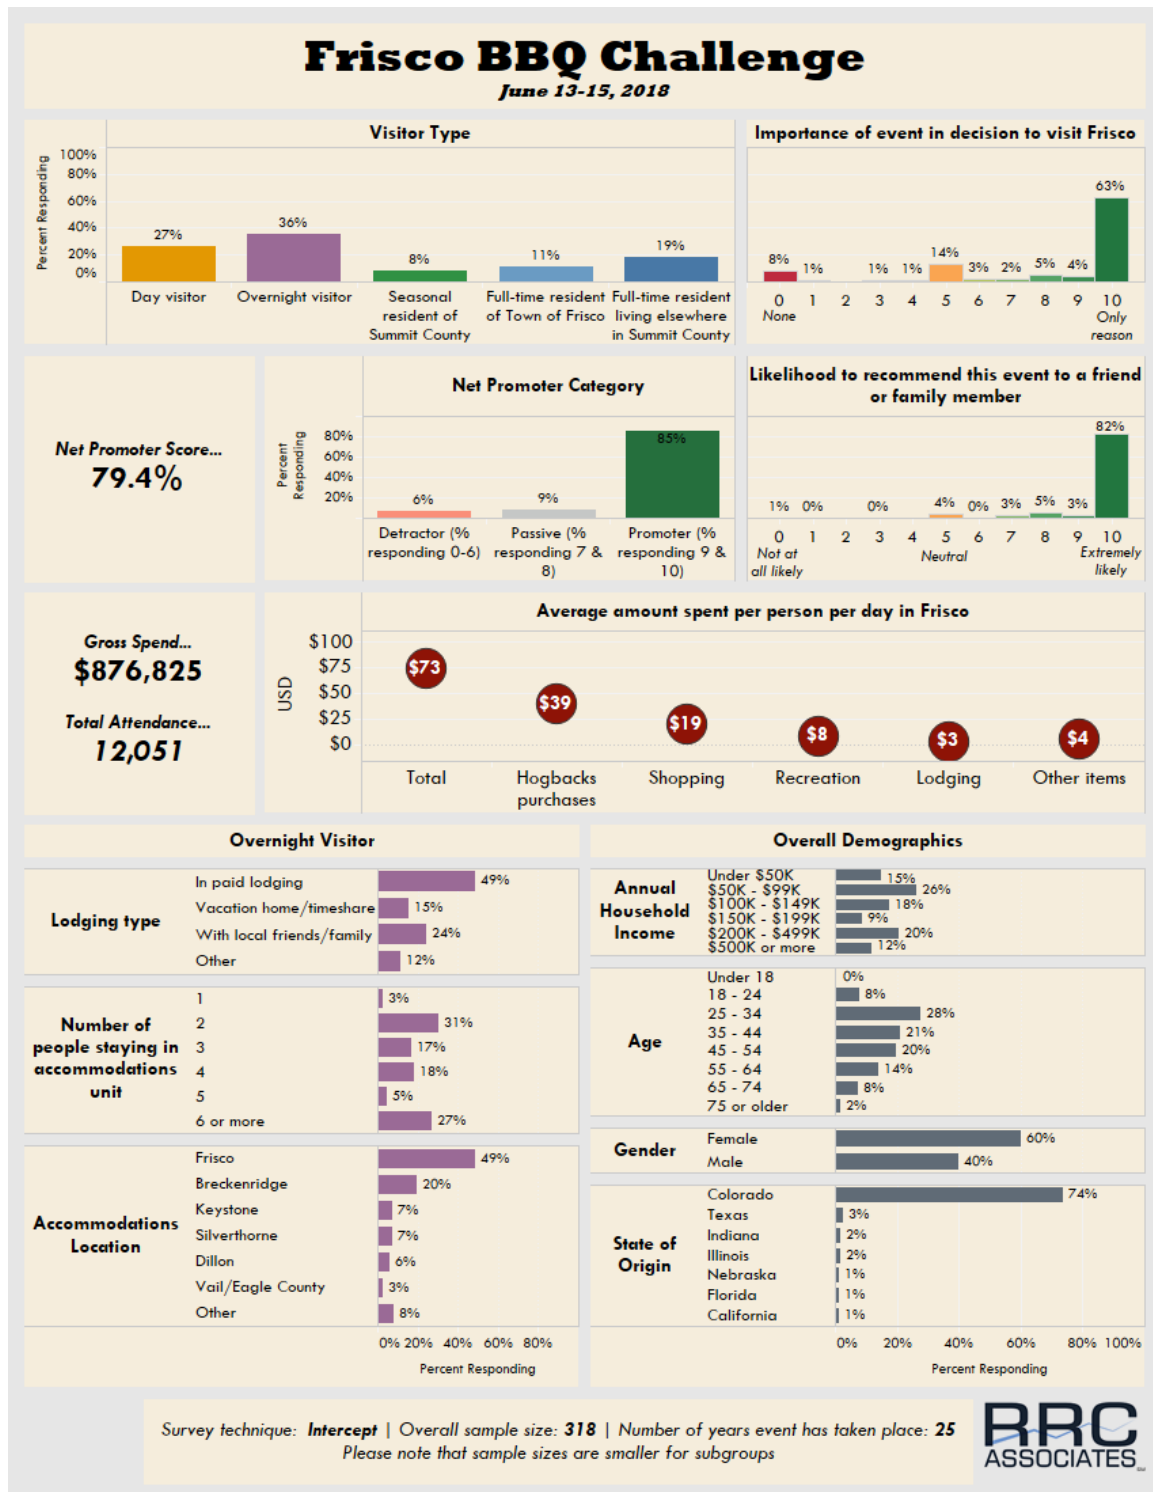 Frisco BBQ Challenge
June 13-15, 2018
Visitor Type
Percent Responding
100%
80%
60%
40%
20%
0%
27%
36%
8%
11%
19%
Day visitor
Overnight visitor
Seasonal
resident of
Summit County
Full-time resident
of Town of Frisco
Full-time resident
living elsewhere
in Summit County
Importance of event in decision to visit Frisco
8%
1%
1%
1%
14%
3%
2%
5%
4%
63%
0 1 2 3 4 5 6 7 8 9 10
None
Only
reason
Net Promoter Score...
79.4%
Net Promoter Category
Percent
Responding
80%
60%
40%
20%
6%
9%
85%
Detractor (%
responding 0-6)
Passive (%
responding 7 &
8)
Promoter (%
responding 9 &
10)
Likelihood to recommend this event to a friend
or family member
1%
0%
0%
4%
0%
3%
5%
3%
82%
0 1 2 3 4 5 6 7 8 9 10
Not at
all likely
Neutral
Extremely
likely
Gross Spend...
$876,825
Total Attendance...
12,051
Average amount spent per person per day in Frisco
USD
$100
$75
$50
$25
$0
$73
$39
$19
$8
$3
$4
Total
Hogbacks
purchases
Shopping
Recreation
Lodging
Other items
Overnight Visitor
Lodging type
In paid lodging 49%
Vacation home/timeshare 15%
With local friends/family 24%
Other 12%
Number of
people staying in
accommodations
unit
1 3%
2 31%
3 17%
4 18%
5 5%
6 or more 27%
Accommodations
Location
Frisco 49%
Breckenridge 20%
Keystone 7%
Silverthorne 7%
Dillon 6%
Vail/Eagle County 3%
Other 8%
0% 20% 40% 60% 80%
Percent Responding
Overall Demographics
Annual
Household
Income
Under $50K 15%
$50K - $99K 26%
$100K - $149K 18%
$150K - $199K 9%
$200K - $499K 20%
$500K or more 12%
Age
Under 18 0%
18 - 24 8%
25 - 34 28%
35 - 44 21%
45 - 54 20%
55 - 64 14%
65 - 74 8%
75 or older 2%
Gender
Female 60%
Male 40%
State of
Origin
Colorado 74%
Texas 3%
Indiana 2%
Illinois 2%
Nebraska 1%
Florida 1%
California 1%
0% 20% 40% 60% 80% 100%
Percent Responding
Survey technique: Intercept | Overall sample size: 318 | Number of years event has taken place: 25
Please note that sample sizes are smaller for subgroups
RRC
ASSOCIATES